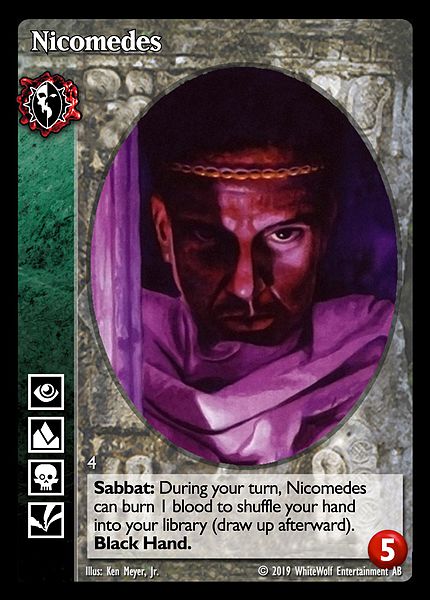 Nicomedes
4
Sabbat: During your turn, Nicomedes
can burn 1 blood to shuffle your hand
into your library (draw up afterward).
Black Hand.
5
Illus: Ken Meyer, Jr. © 2019 WhiteWolf Entertainment AB